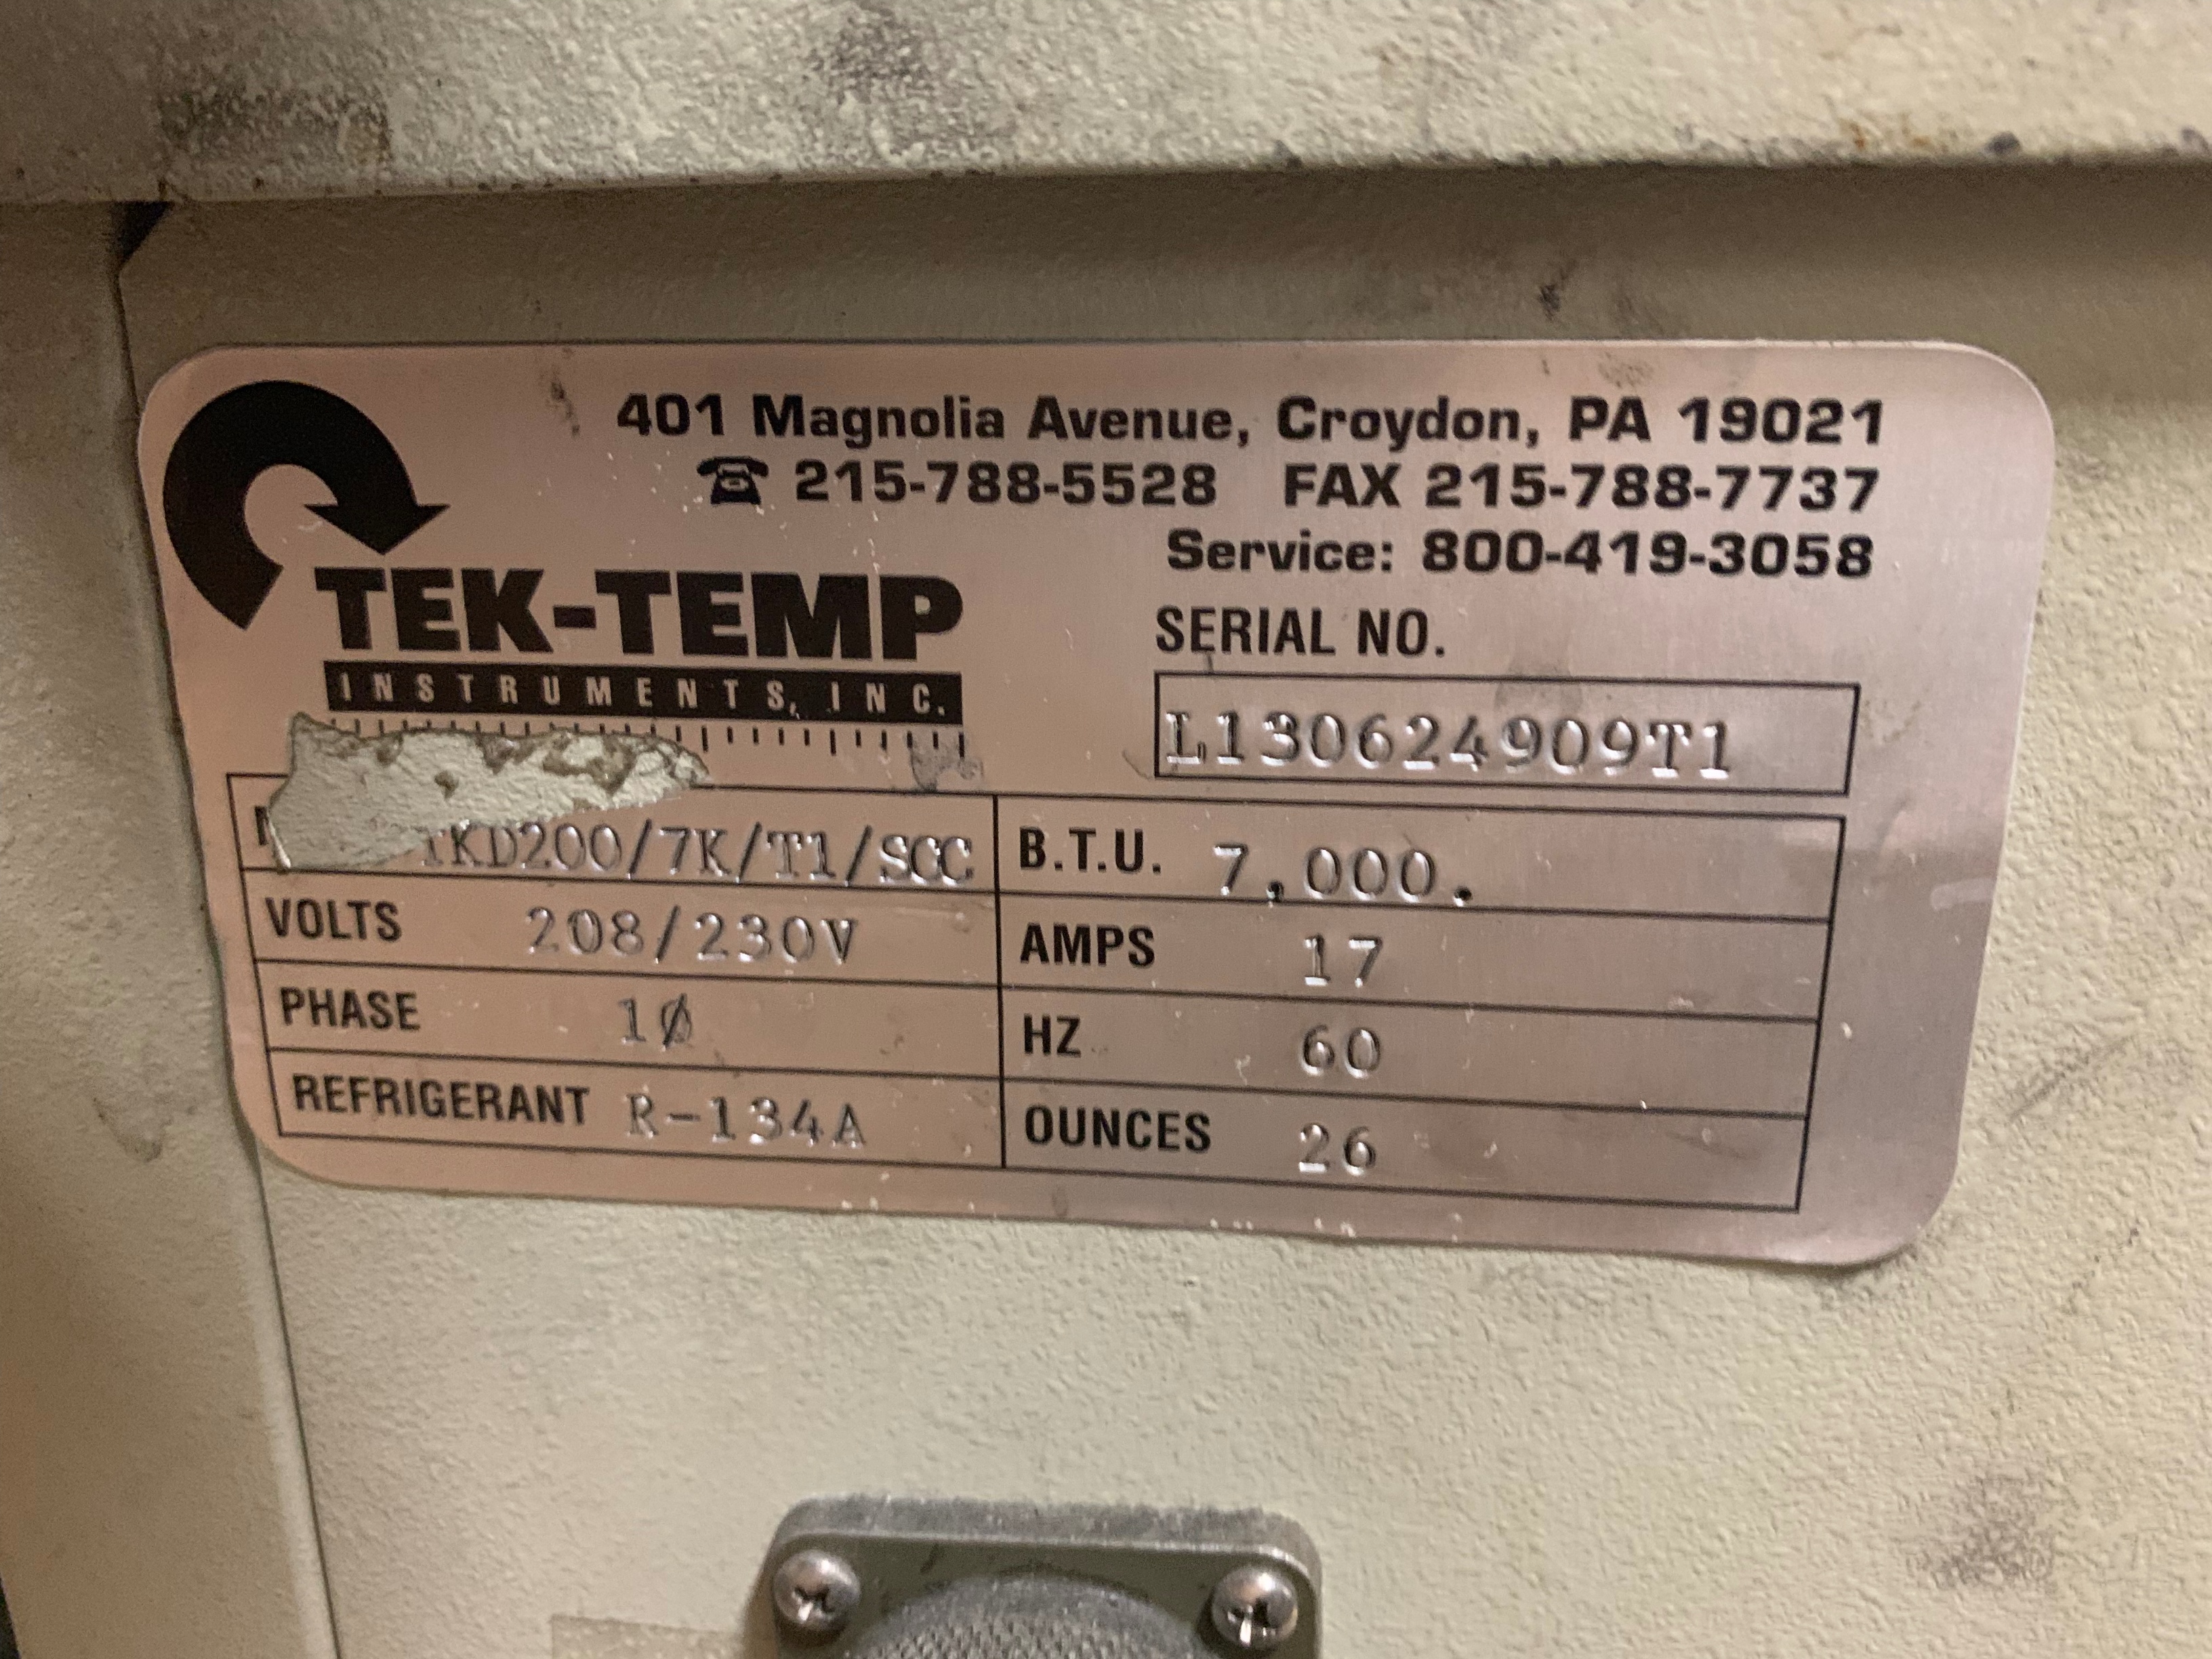 401 Magnolia Avenue, Croydon, PA 19021
☎ 215-788-5528 FAX 215-788-7737
Service: 800-419-3058
TEK-TEMP
INSTRUMENTS, INC.
SERIAL NO.
L130624909T1
TKD200/7K/T1/SCC
B.T.U. 7,000.
VOLTS 208/230V
AMPS 17
PHASE 1Ø
HZ 60
REFRIGERANT R-134A
OUNCES 26